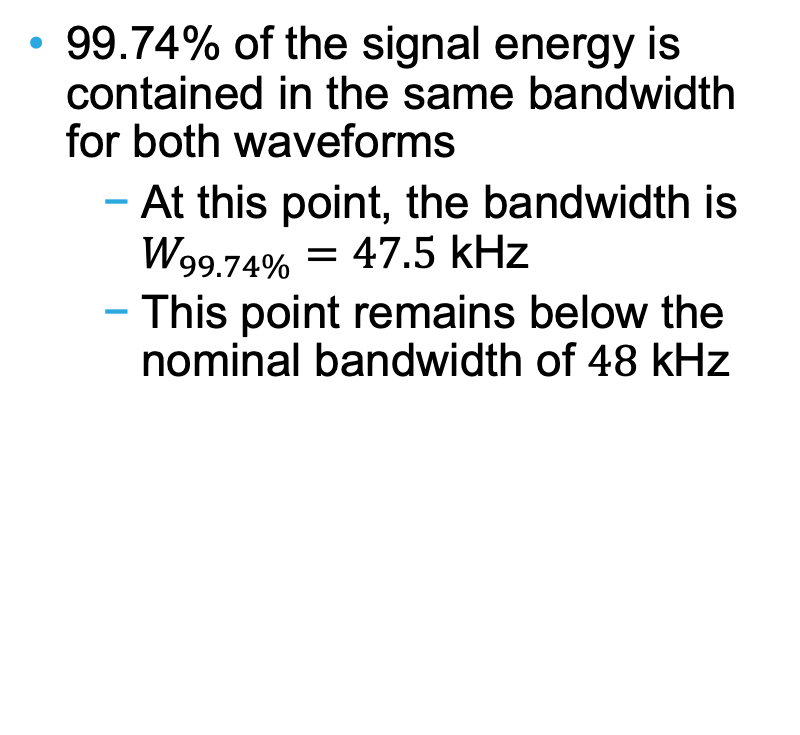 • 99.74% of the signal energy is
contained in the same bandwidth
for both waveforms
– At this point, the bandwidth is
W99.74% = 47.5 kHz
– This point remains below the
nominal bandwidth of 48 kHz